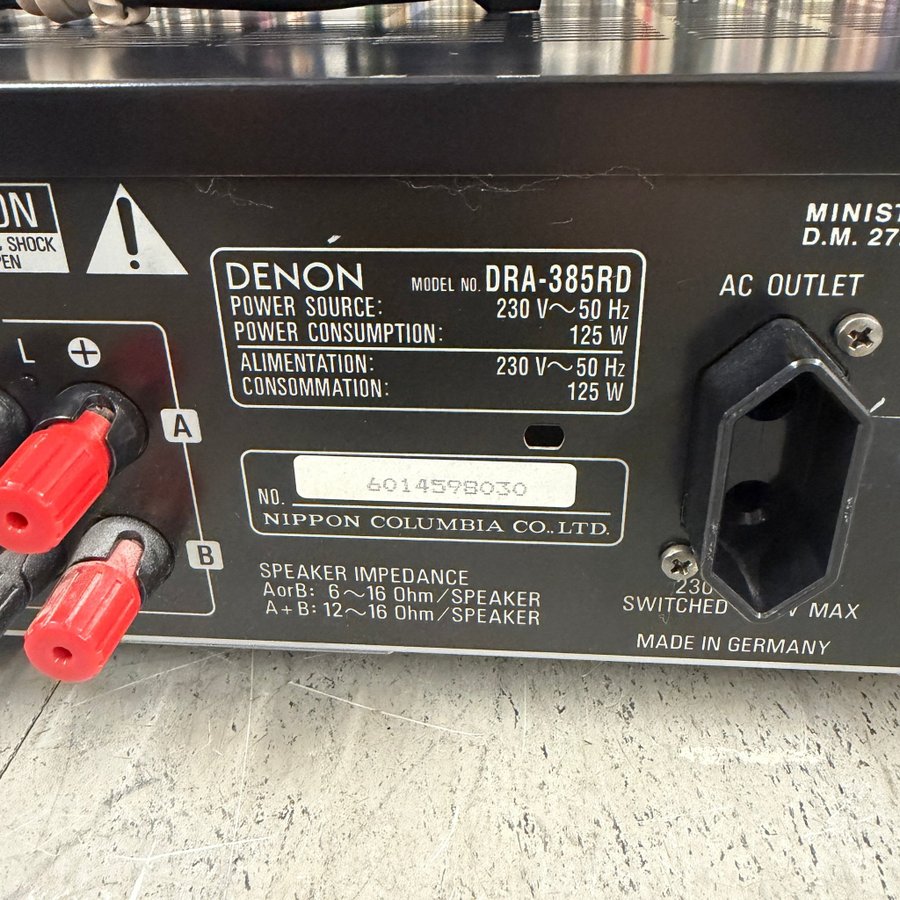 ON
SHOCK
PEN
MINIST
D.M. 27
DENON MODEL NO. DRA-385RD
POWER SOURCE: 230 V～50 Hz
POWER CONSUMPTION: 125 W
ALIMENTATION: 230 V～50 Hz
CONSOMMATION: 125 W
AC OUTLET
L
A
B
6014598030
NO.
NIPPON COLUMBIA CO.,LTD.
SPEAKER IMPEDANCE
AorB: 6～16 Ohm/SPEAKER
A+B: 12～16 Ohm/SPEAKER
230
SWITCHED MAX
MADE IN GERMANY